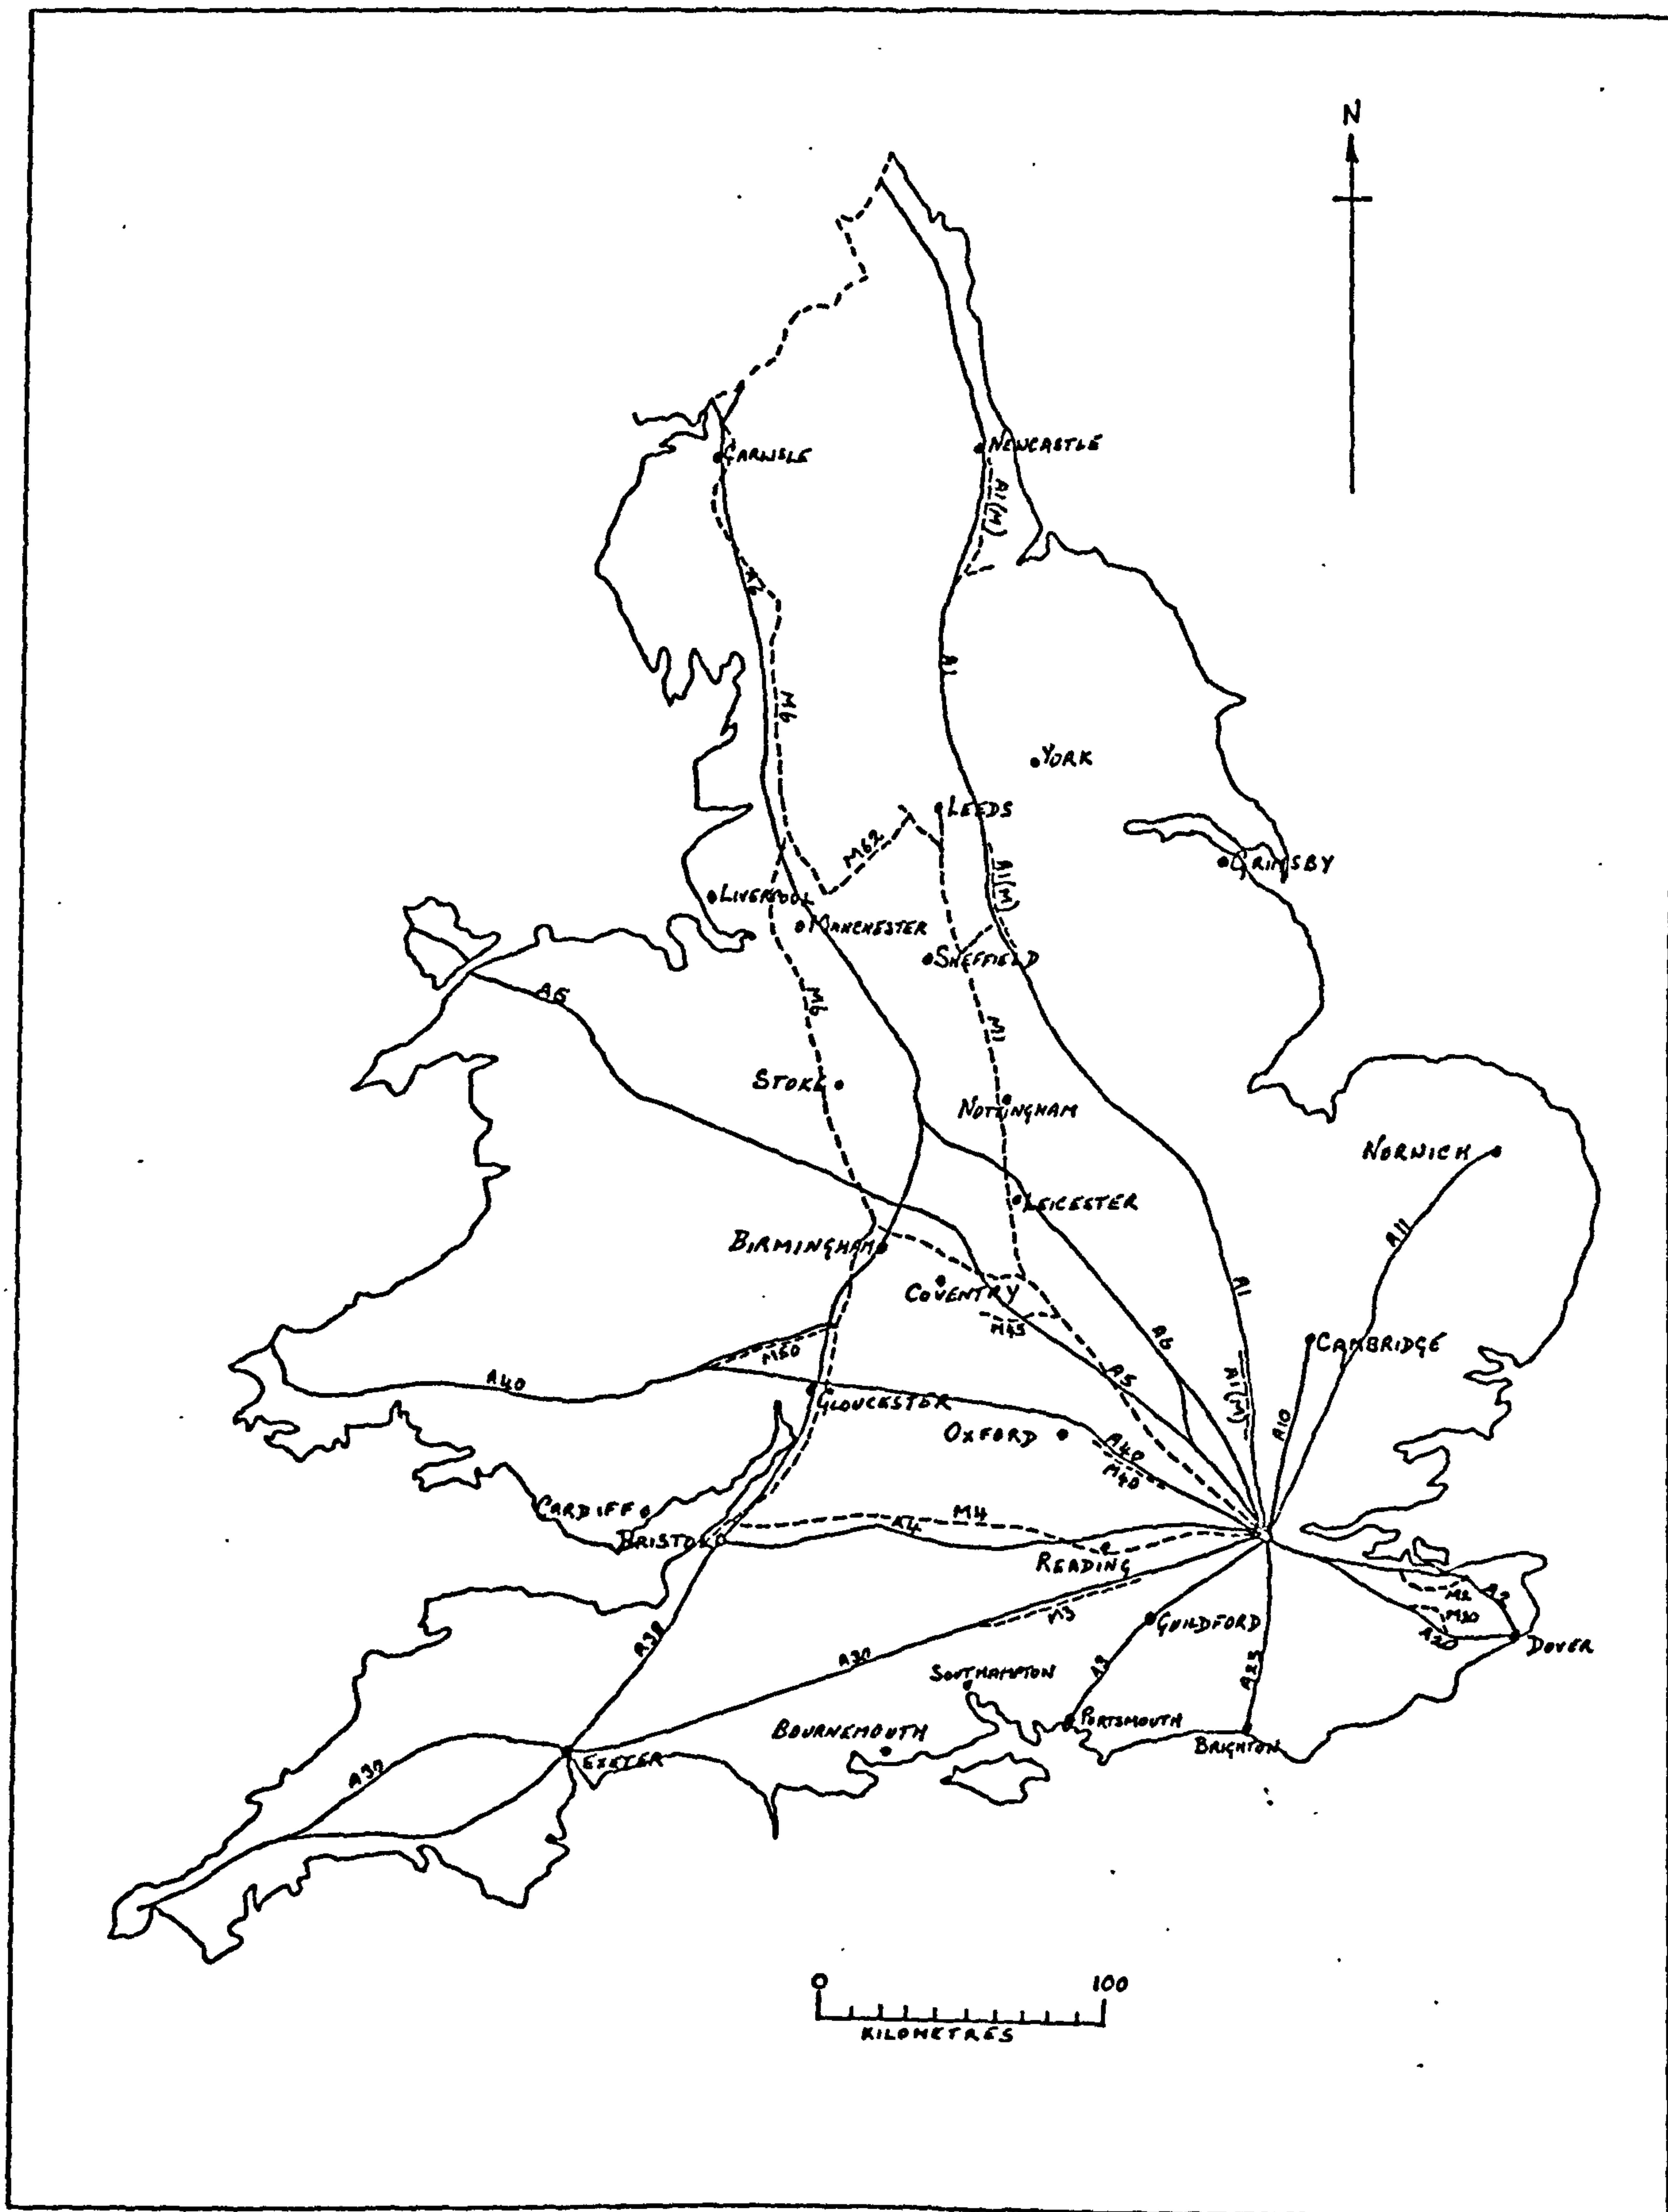 N
CARLISLE
NEWCASTLE
A1(M)
A6
A1
M6
YORK
LEEDS
M62
A1(M)
GRIMSBY
LIVERPOOL
MANCHESTER
SHEFFIELD
A5
M6
M1
STOKE
NOTTINGHAM
NORWICH
LEICESTER
A11
BIRMINGHAM
COVENTRY
A1
M45
A6
CAMBRIDGE
M50
A40
A5
A1(M)
GLOUCESTER
A10
OXFORD
A40
M40
CARDIFF
M4
A4
BRISTOL
READING
M2
A2
M3
M20
GUILDFORD
A20
DOVER
A38
A30
SOUTHAMPTON
A3
A23
PORTSMOUTH
BOURNEMOUTH
BRIGHTON
EXETER
A30
0 100
KILOMETRES